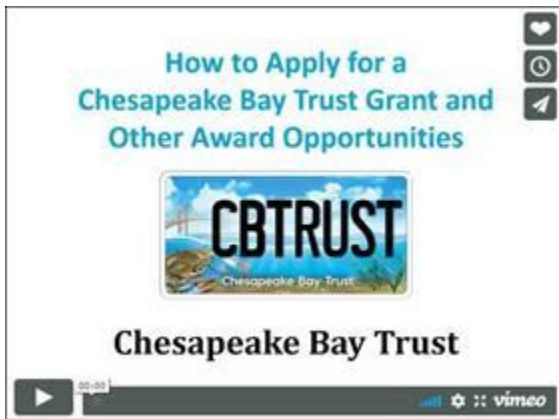 How to Apply for a
Chesapeake Bay Trust Grant and
Other Award Opportunities
CBTRUST
Chesapeake Bay Trust
Chesapeake Bay Trust
00:00
vimeo